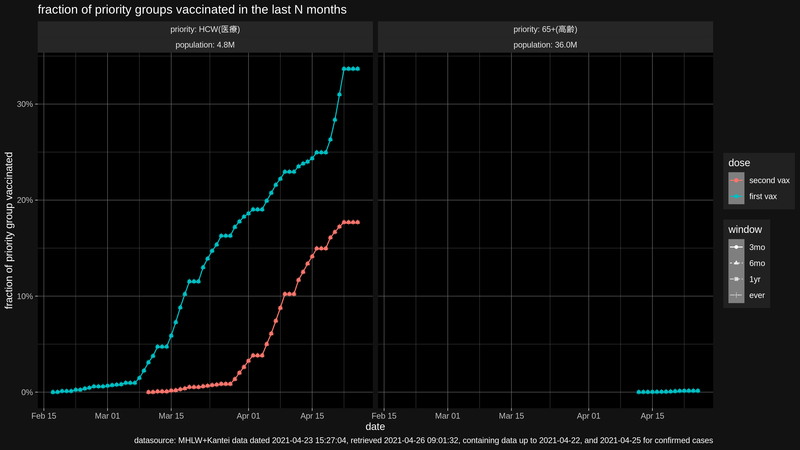 fraction of priority groups vaccinated in the last N months
priority: HCW(医療)
population: 4.8M
priority: 65+(高齢)
population: 36.0M
fraction of priority group vaccinated
30%
20%
10%
0%
Feb 15
Mar 01
Mar 15
Apr 01
Apr 15
Feb 15
Mar 01
Mar 15
Apr 01
Apr 15
date
dose
second vax
first vax
window
3mo
6mo
1yr
ever
datasource: MHLW+Kantei data dated 2021-04-23 15:27:04, retrieved 2021-04-26 09:01:32, containing data up to 2021-04-22, and 2021-04-25 for confirmed cases